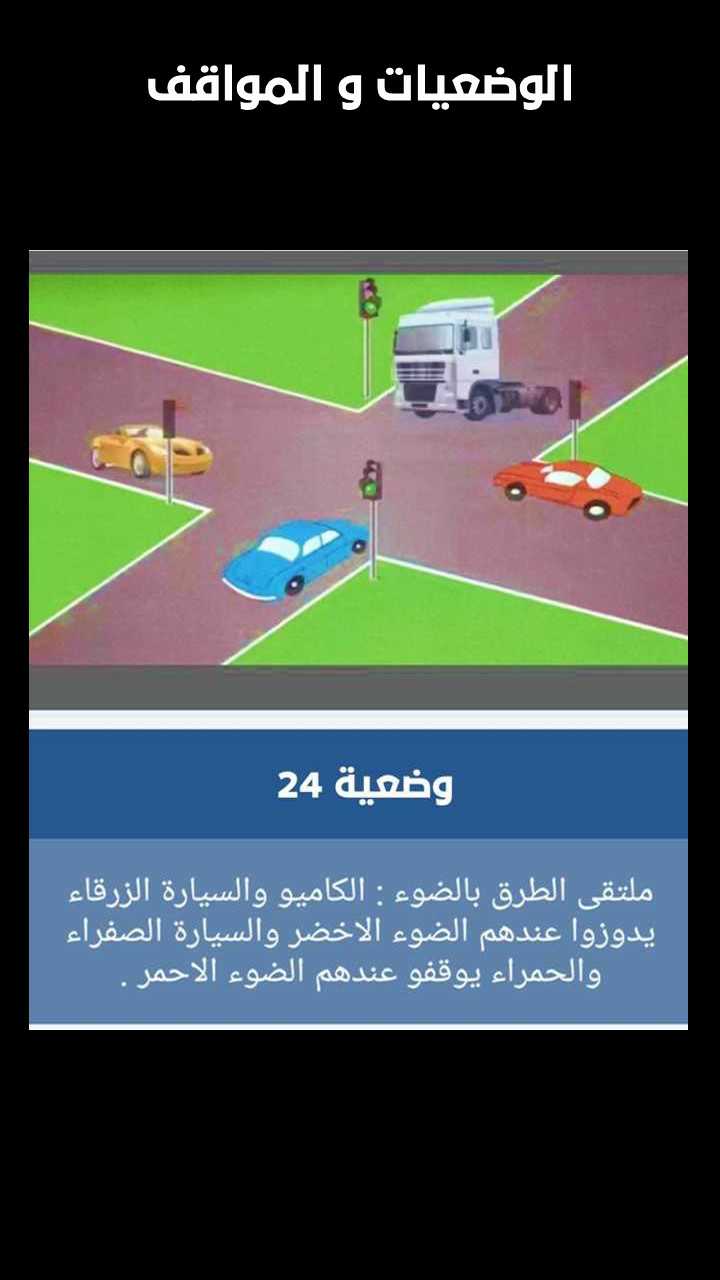 الوضعيات و المواقف
وضعية 24
ملتقى الطرق بالضوء : الكاميو والسيارة الزرقاء
يدوزوا عندهم الضوء الاخضر والسيارة الصفراء
والحمراء يوقفو عندهم الضوء الاحمر .